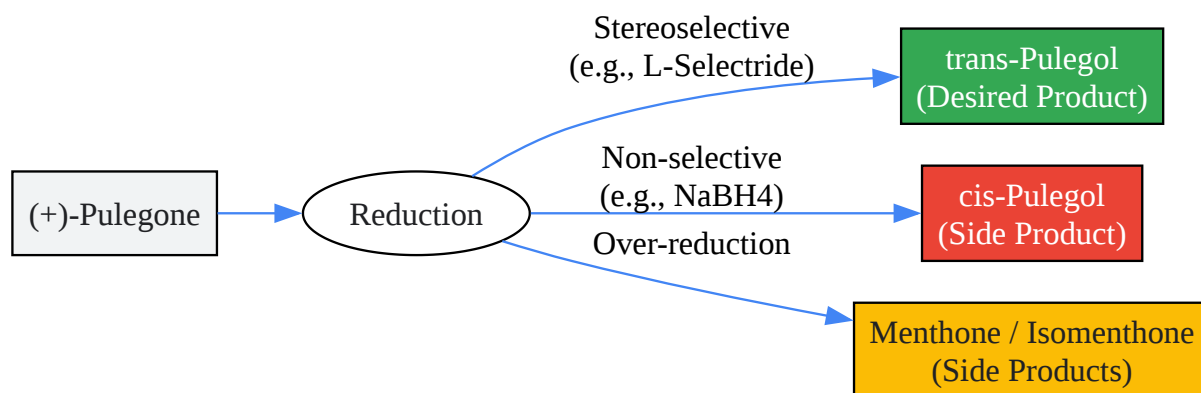 Stereoselective
(e.g., L-Selectride)
trans-Pulegol
(Desired Product)
(+)-Pulegone
Reduction
Non-selective
(e.g., NaBH4)
cis-Pulegol
(Side Product)
Over-reduction
Menthone / Isomenthone
(Side Products)